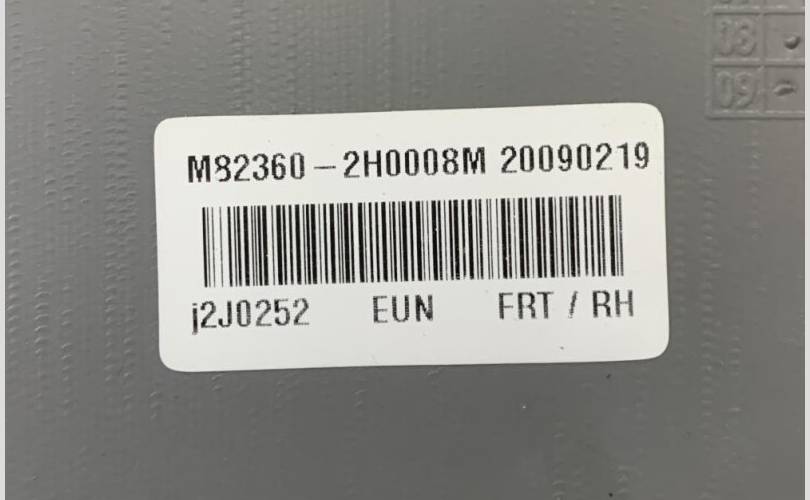 08
09
M82360-2H0008M 20090219
j2J0252 EUN FRT / RH